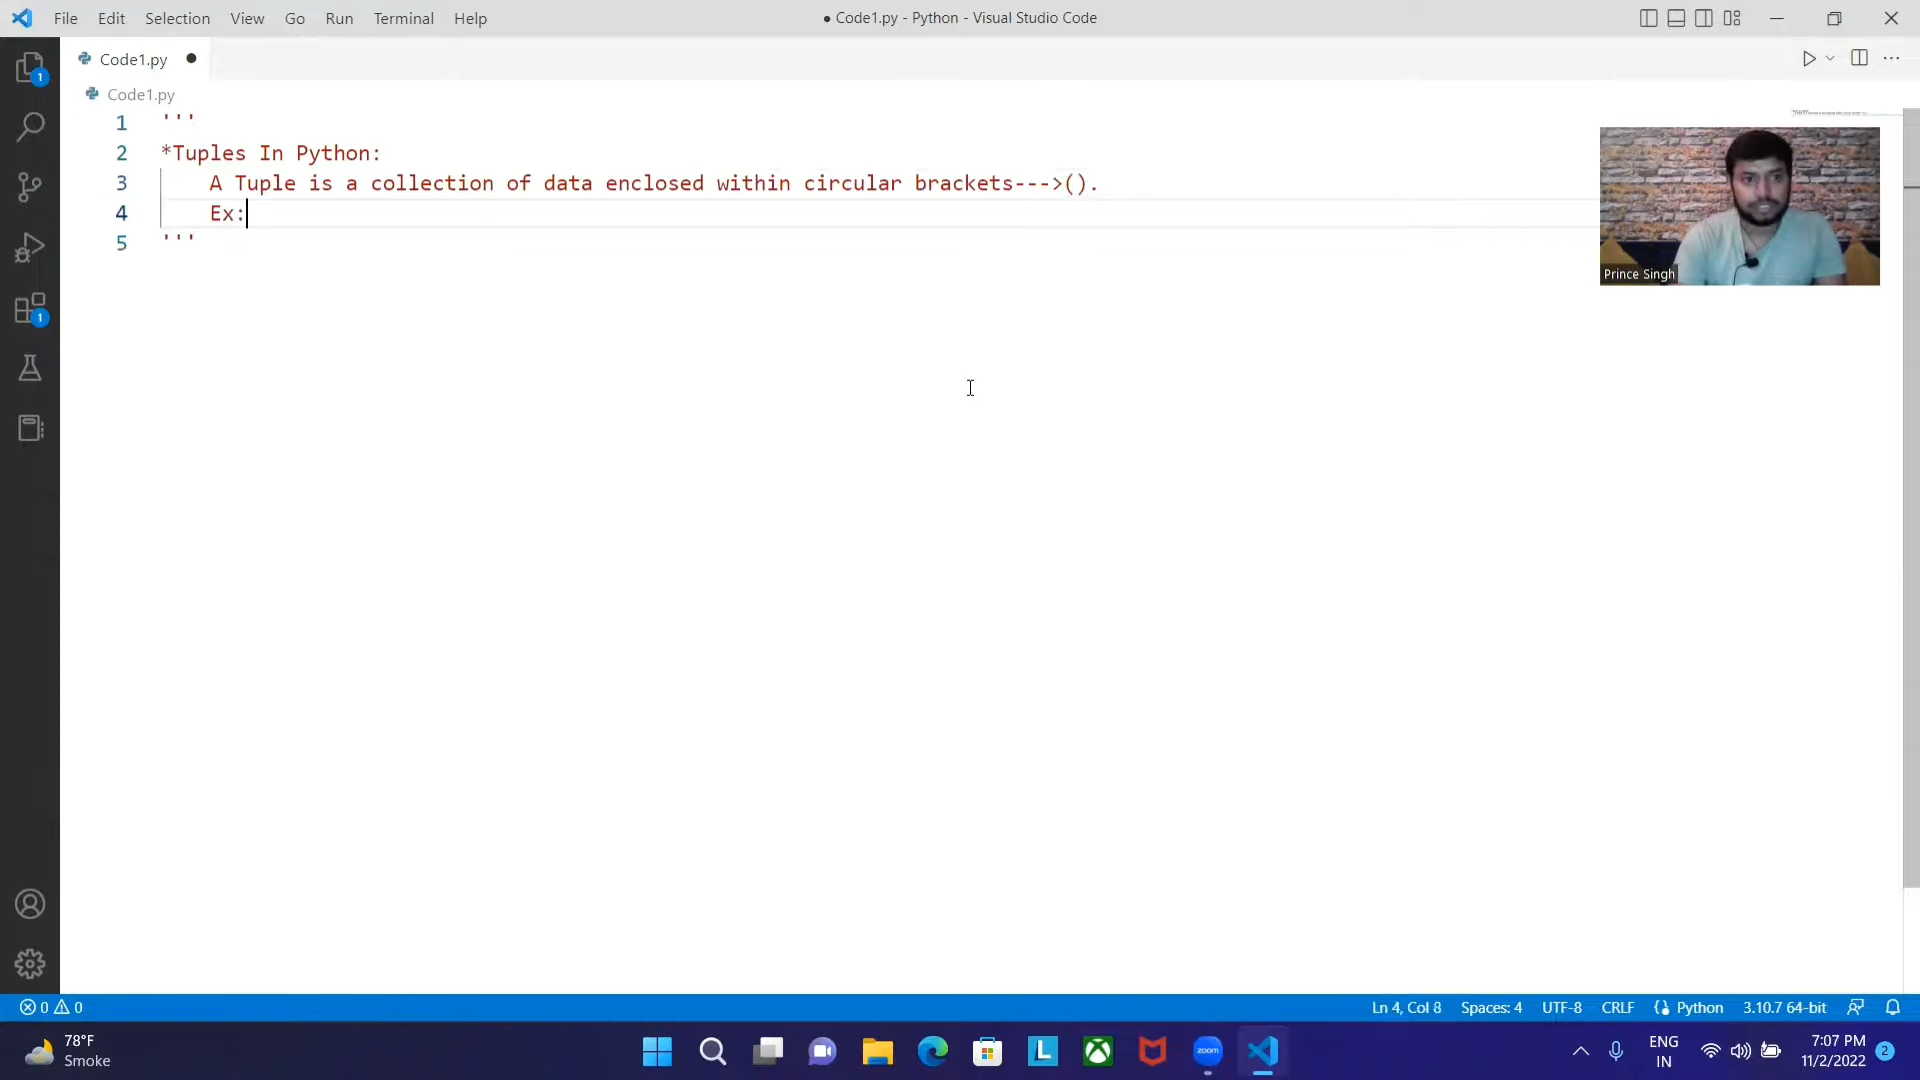 File Edit Selection View Go Run Terminal Help
● Code1.py - Python - Visual Studio Code
Code1.py ●
Code1.py
1 '''
2 *Tuples In Python:
3 A Tuple is a collection of data enclosed within circular brackets--->().
4 Ex:
5 '''
Prince Singh
1
1
0 0
Ln 4, Col 8 Spaces: 4 UTF-8 CRLF Python 3.10.7 64-bit
78°F
Smoke
L
zoom
ENG
IN
7:07 PM
11/2/2022
2